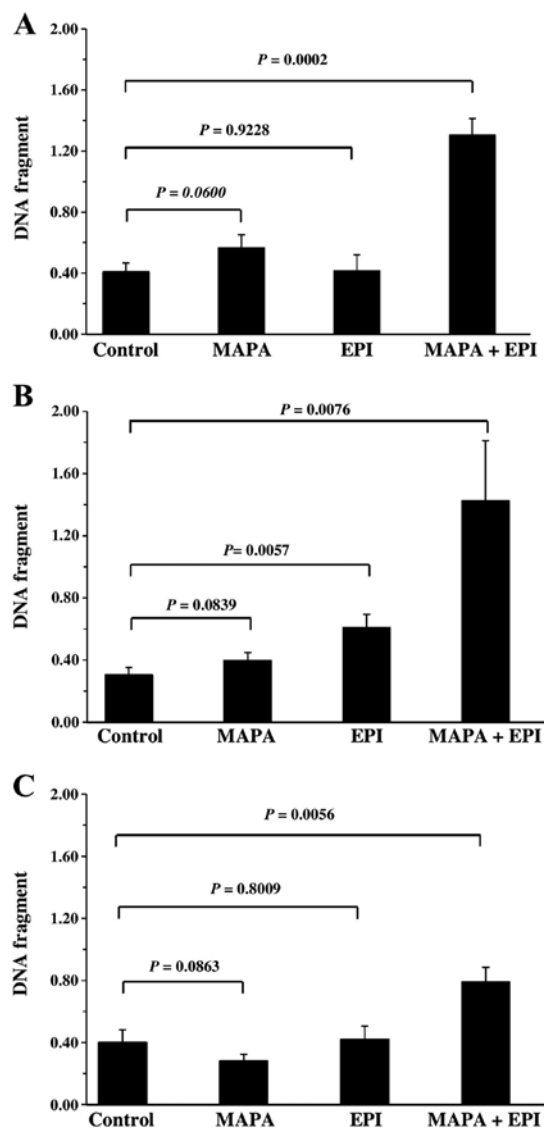 A
2.00
P = 0.0002
1.60
P = 0.9228
1.20
P = 0.0600
0.80
0.40
0.00
DNA fragment
Control MAPA EPI MAPA + EPI
B
2.00
P = 0.0076
1.60
1.20
P= 0.0057
0.80
P = 0.0839
0.40
0.00
DNA fragment
Control MAPA EPI MAPA + EPI
C
2.00
P = 0.0056
1.60
P = 0.8009
1.20
P = 0.0863
0.80
0.40
0.00
DNA fragment
Control MAPA EPI MAPA + EPI